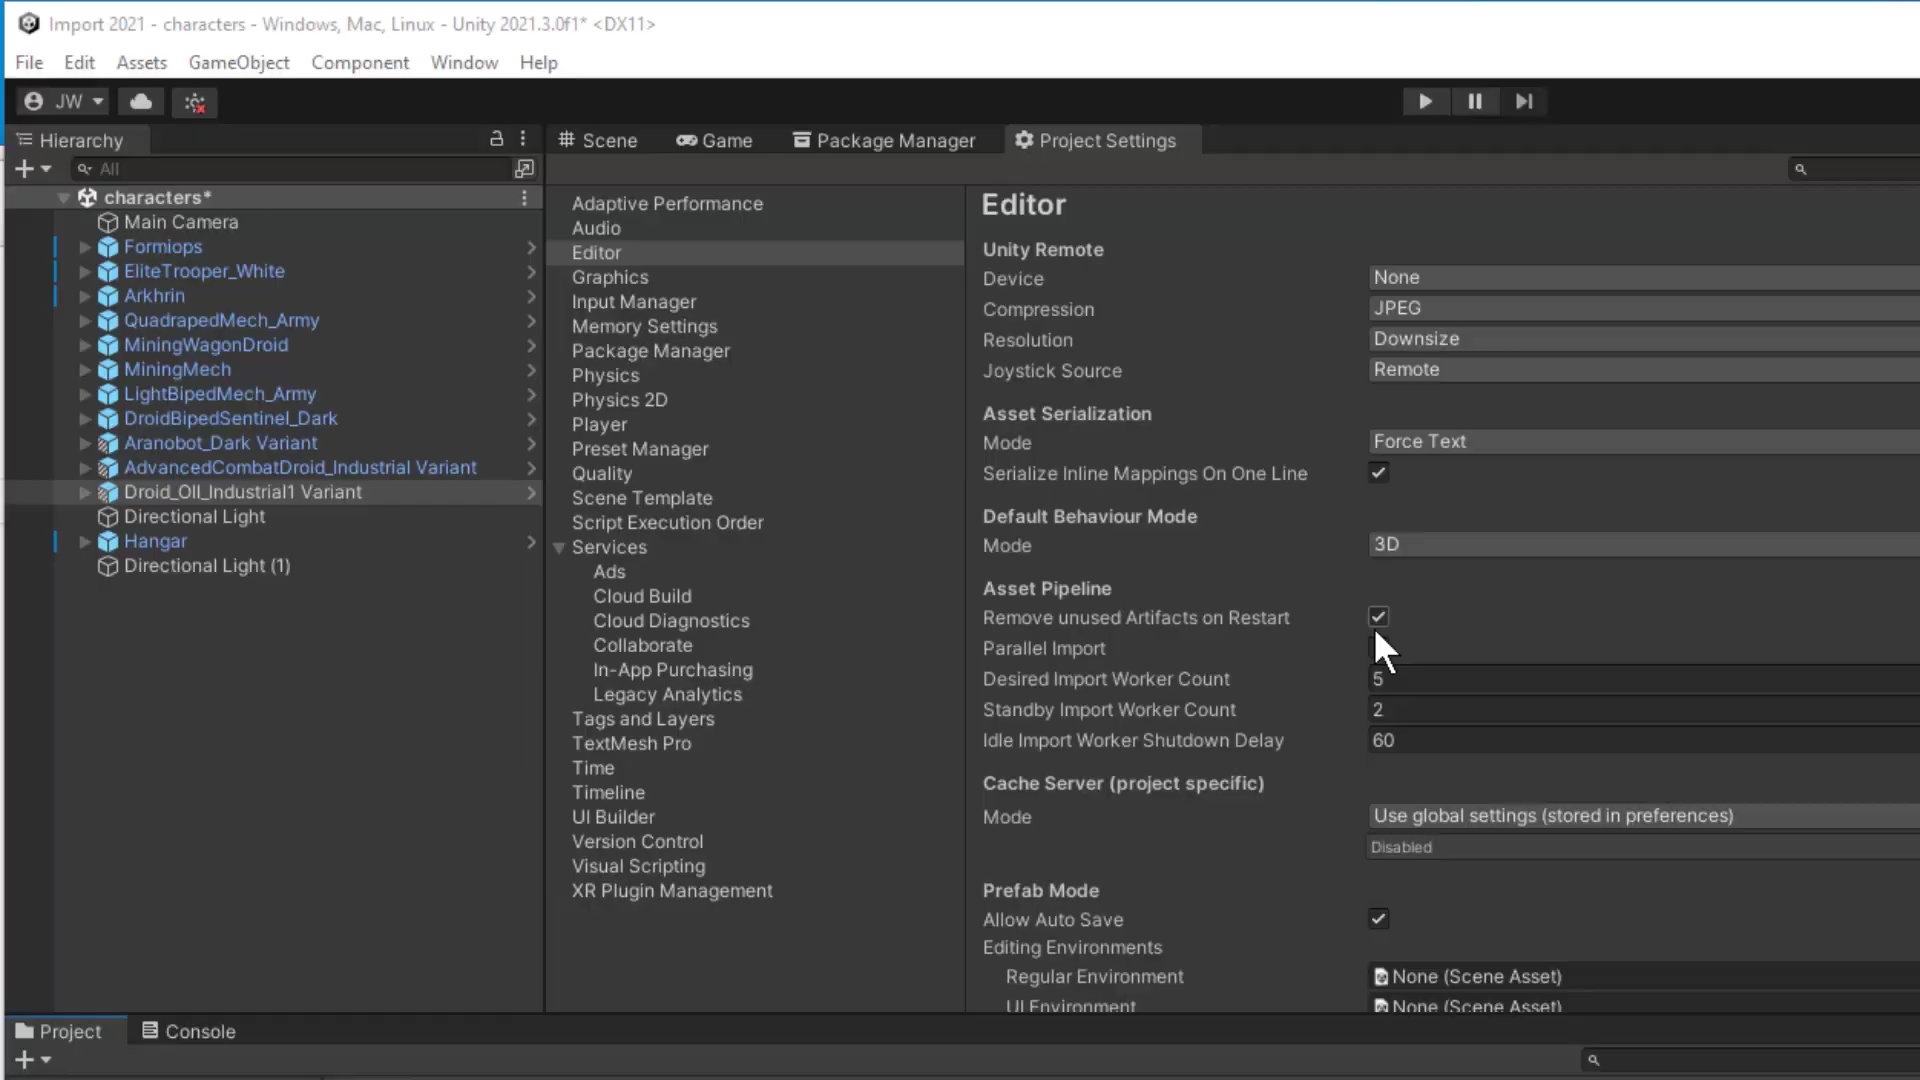 Import 2021 - characters - Windows, Mac, Linux - Unity 2021.3.0f1* <DX11>
File Edit Assets GameObject Component Window Help
JW
Hierarchy
All
characters*
Main Camera
Formiops
EliteTrooper_White
Arkhrin
QuadrapedMech_Army
MiningWagonDroid
MiningMech
LightBipedMech_Army
DroidBipedSentinel_Dark
Aranobot_Dark Variant
AdvancedCombatDroid_Industrial Variant
Droid_OII_Industrial1 Variant
Directional Light
Hangar
Directional Light (1)
Scene Game Package Manager Project Settings
Adaptive Performance
Audio
Editor
Graphics
Input Manager
Memory Settings
Package Manager
Physics
Physics 2D
Player
Preset Manager
Quality
Scene Template
Script Execution Order
Services
Ads
Cloud Build
Cloud Diagnostics
Collaborate
In-App Purchasing
Legacy Analytics
Tags and Layers
TextMesh Pro
Time
Timeline
UI Builder
Version Control
Visual Scripting
XR Plugin Management
Editor
Unity Remote
Device None
Compression JPEG
Resolution Downsize
Joystick Source Remote
Asset Serialization
Mode Force Text
Serialize Inline Mappings On One Line
Default Behaviour Mode
Mode 3D
Asset Pipeline
Remove unused Artifacts on Restart
Parallel Import
Desired Import Worker Count 5
Standby Import Worker Count 2
Idle Import Worker Shutdown Delay 60
Cache Server (project specific)
Mode Use global settings (stored in preferences)
Disabled
Prefab Mode
Allow Auto Save
Editing Environments
Regular Environment None (Scene Asset)
UI Environment None (Scene Asset)
Project Console